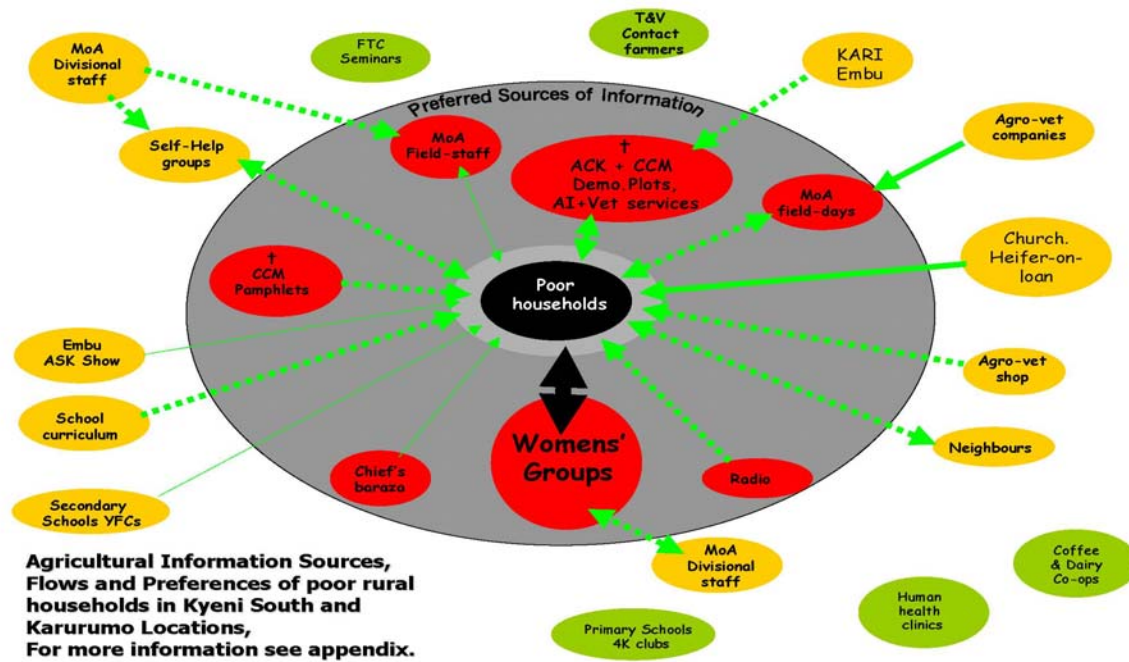 MoA
Divisional
staff
FTC
Seminars
T&V
Contact
farmers
KARI
Embu
Agro-vet
companies
Preferred Sources of Information
Self-Help
groups
MoA
Field-staff
†
ACK + CCM
Demo.Plots,
AI+Vet services
MoA
field-days
Church.
Heifer-on-
loan
†
CCM
Pamphlets
Poor
households
Embu
ASK Show
Agro-vet
shop
School
curriculum
Womens'
Groups
Neighbours
Chief's
baraza
Radio
Secondary
Schools YFCs
MoA
Divisional
staff
Coffee
& Dairy
Co-ops
Human
health
clinics
Primary Schools
4K clubs
Agricultural Information Sources,
Flows and Preferences of poor rural
households in Kyeni South and
Karurumo Locations,
For more information see appendix.